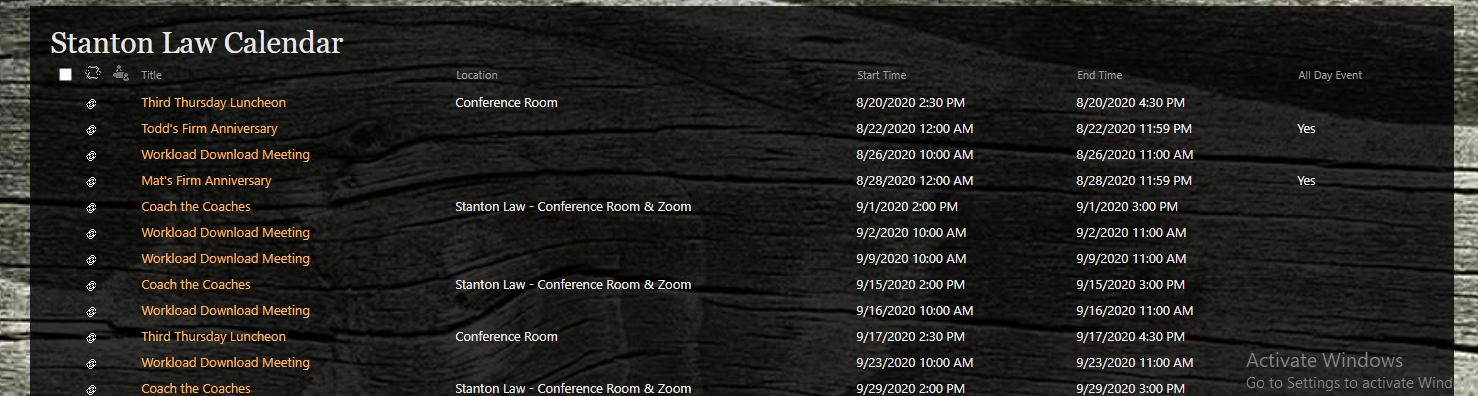 Stanton Law Calendar
Title Location Start Time End Time All Day Event
Third Thursday Luncheon Conference Room 8/20/2020 2:30 PM 8/20/2020 4:30 PM
Todd's Firm Anniversary 8/22/2020 12:00 AM 8/22/2020 11:59 PM Yes
Workload Download Meeting 8/26/2020 10:00 AM 8/26/2020 11:00 AM
Mat's Firm Anniversary 8/28/2020 12:00 AM 8/28/2020 11:59 PM Yes
Coach the Coaches Stanton Law - Conference Room & Zoom 9/1/2020 2:00 PM 9/1/2020 3:00 PM
Workload Download Meeting 9/2/2020 10:00 AM 9/2/2020 11:00 AM
Workload Download Meeting 9/9/2020 10:00 AM 9/9/2020 11:00 AM
Coach the Coaches Stanton Law - Conference Room & Zoom 9/15/2020 2:00 PM 9/15/2020 3:00 PM
Workload Download Meeting 9/16/2020 10:00 AM 9/16/2020 11:00 AM
Third Thursday Luncheon Conference Room 9/17/2020 2:30 PM 9/17/2020 4:30 PM
Workload Download Meeting 9/23/2020 10:00 AM 9/23/2020 11:00 AM
Activate Windows
Coach the Coaches Stanton Law - Conference Room & Zoom 9/29/2020 2:00 PM 9/29/2020 3:00 PM
Go to Settings to activate Wind